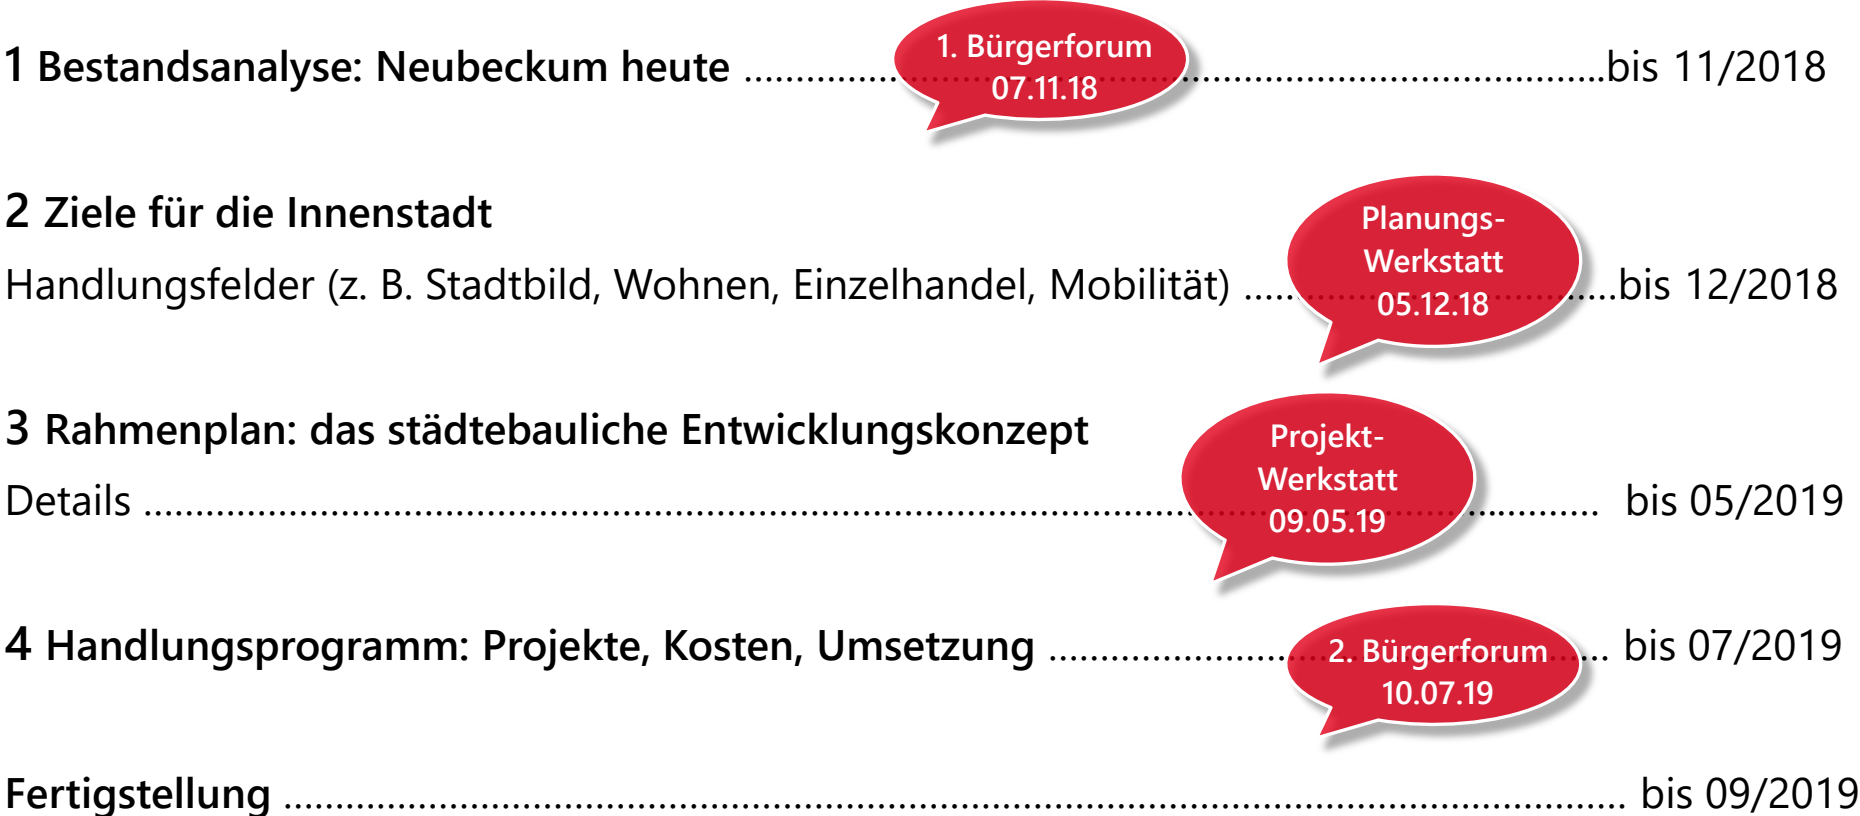 1 Bestandsanalyse: Neubeckum heute ........................................................................bis 11/2018
1. Bürgerforum
07.11.18
2 Ziele für die Innenstadt
Handlungsfelder (z. B. Stadtbild, Wohnen, Einzelhandel, Mobilität) ....................................bis 12/2018
Planungs-
Werkstatt
05.12.18
3 Rahmenplan: das städtebauliche Entwicklungskonzept
Details ........................................................................................................................ bis 05/2019
Projekt-
Werkstatt
09.05.19
4 Handlungsprogramm: Projekte, Kosten, Umsetzung ...................................................... bis 07/2019
2. Bürgerforum
10.07.19
Fertigstellung .................................................................................................................. bis 09/2019